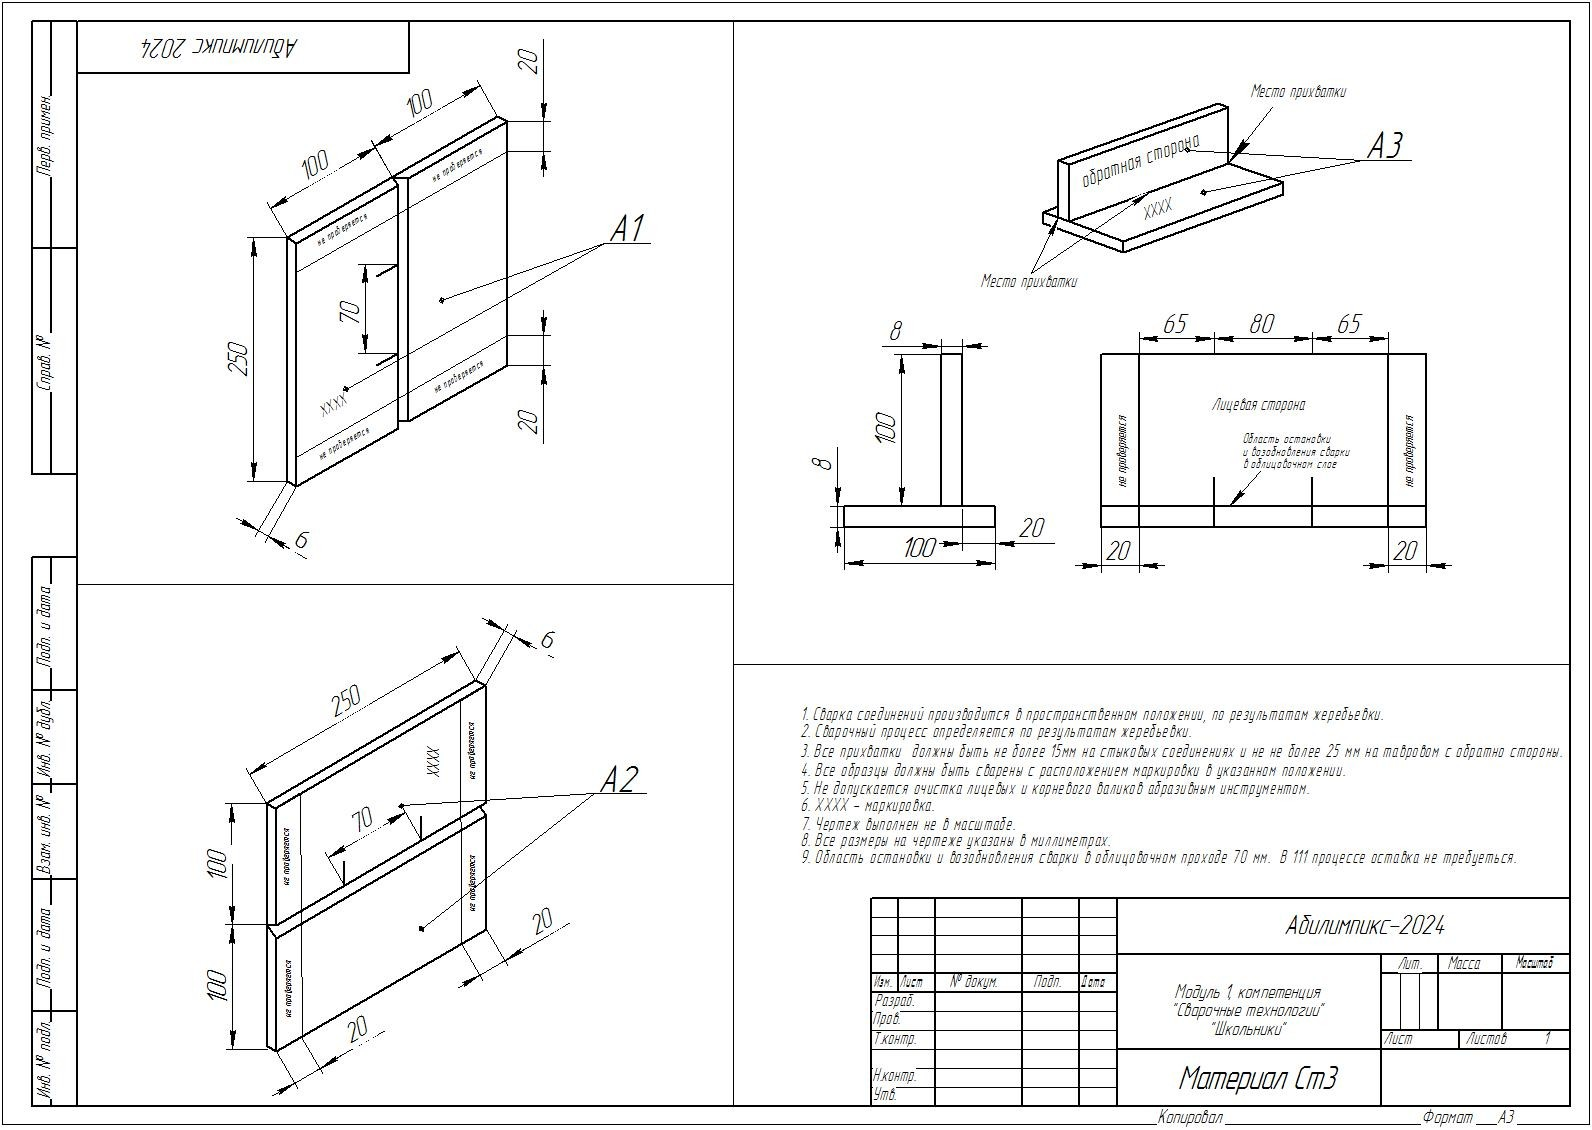 Абилимпикс 2024
Перв. примен.
Справ. №
Подп. и дата
Инв. № дубл.
Взам. инв. №
Подп. и дата
Инв. № подл.
100
100
20
не проверяется
не проверяется
А1
250
70
XXXX
не проверяется
не проверяется
20
6
6
250
не проверяется
XXXX
А2
70
100
не проверяется
не проверяется
100
не проверяется
20
20
Место прихватки
А3
обратная сторона
XXXX
Место прихватки
8
100
8
100
20
65
80
65
Лицевая сторона
не проверяется
Область остановки
и возобновления сварки
в облицовочном слое
не проверяется
20
20
1. Сварка соединений производится в пространственном положении, по результатам жеребьевки.
2. Сварочный процесс определяется по результатам жеребьевки.
3. Все прихватки должны быть не более 15мм на стыковых соединениях и не не более 25 мм на тавровом с обратно стороны.
4. Все образцы должны быть сварены с расположением маркировки в указанном положении.
5. Не допускается очистка лицевых и корневого валиков абразивным инструментом.
6. XXXX – маркировка.
7. Чертеж выполнен не в масштабе.
8. Все размеры на чертеже указаны в миллиметрах.
9. Область остановки и возобновления сварки в облицовочном проходе 70 мм. В 111 процессе оставка не требуеться.
Абилимпикс-2024
Изм. Лист № докум. Подп. Дата
Разраб.
Пров.
Т.контр.
Н.контр.
Утв.
Модуль 1, компетенция
"Сварочные технологии"
"Школьники"
Лит. Масса Масштаб
Лист Листов 1
Материал Ст3
Копировал Формат А3